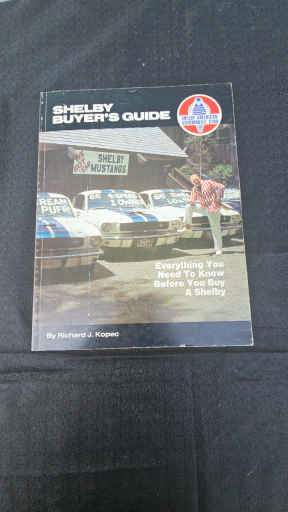 SHELBY
BUYER'S GUIDE
SHELBY AMERICAN
AUTOMOBILE CLUB
SHELBY
MUSTANGS
Everything You
Need To Know
Before You Buy
A Shelby
By Richard J. Kopec